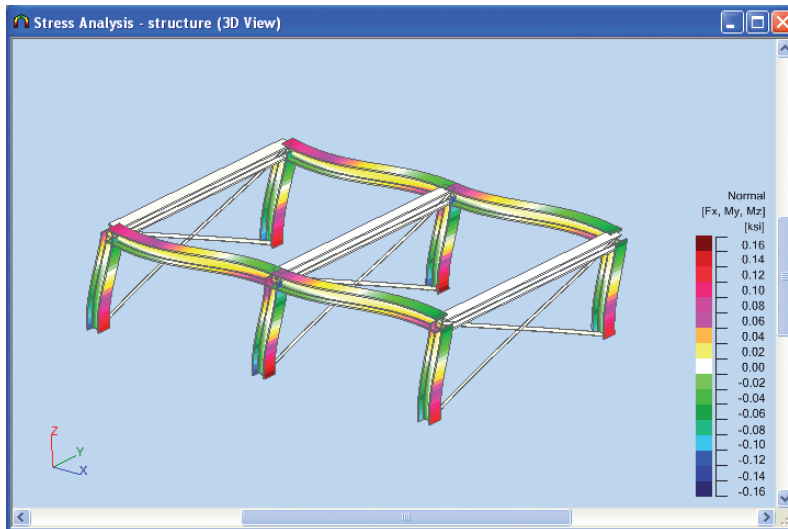 Stress Analysis - structure (3D View)
Normal
[Fx, My, Mz]
[ksi]
0.16
0.14
0.12
0.10
0.08
0.06
0.04
0.02
0.00
-0.02
-0.04
-0.06
-0.08
-0.10
-0.12
-0.14
-0.16
Z
Y
X